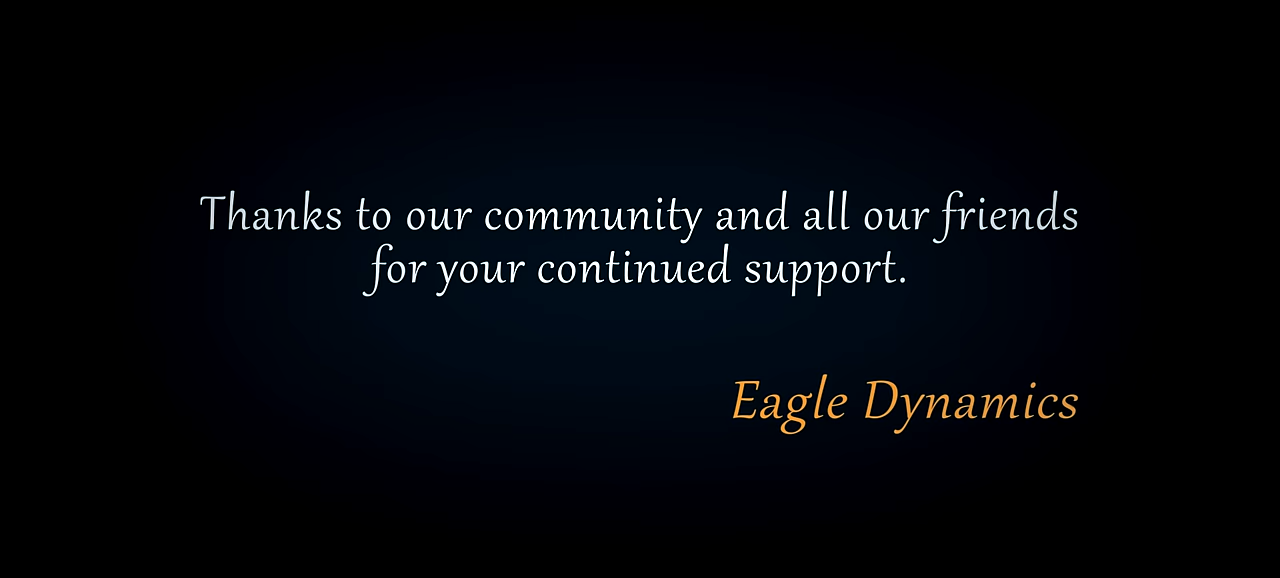 Thanks to our community and all our friends
for your continued support.
Eagle Dynamics